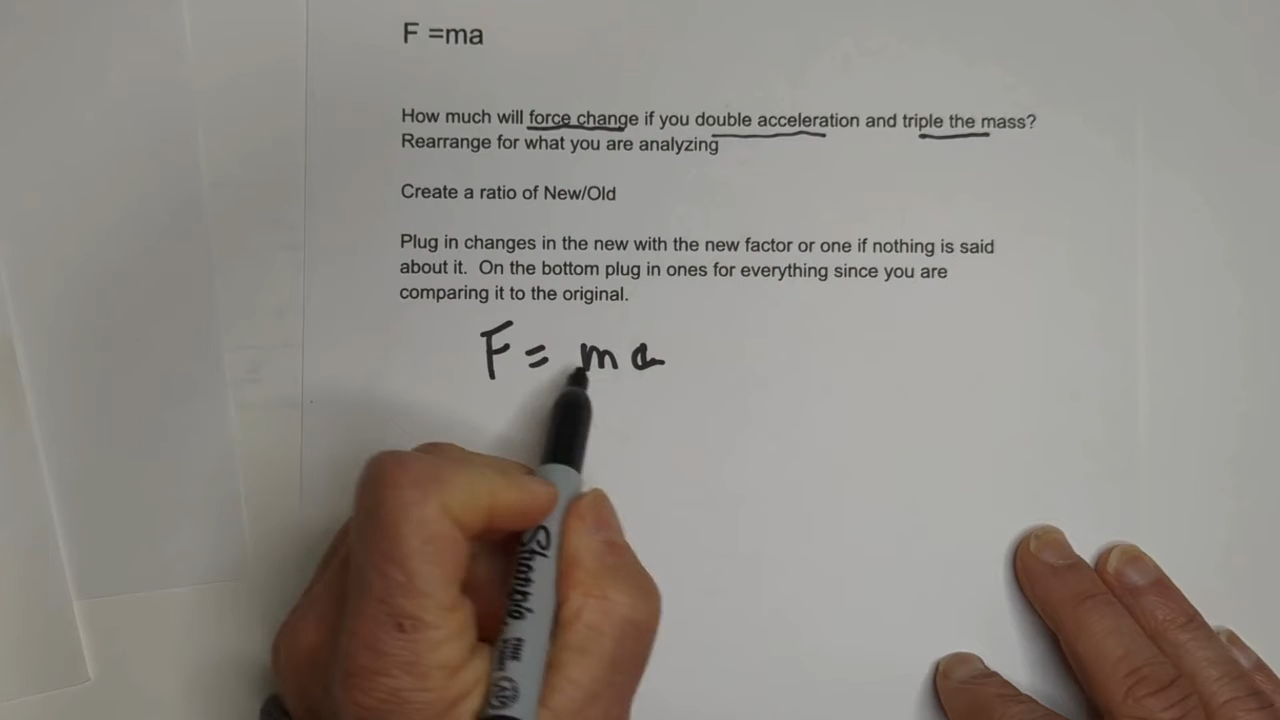 F =ma
How much will force change if you double acceleration and triple the mass?
Rearrange for what you are analyzing
Create a ratio of New/Old
Plug in changes in the new with the new factor or one if nothing is said
about it. On the bottom plug in ones for everything since you are
comparing it to the original.
F = ma
Sharpie